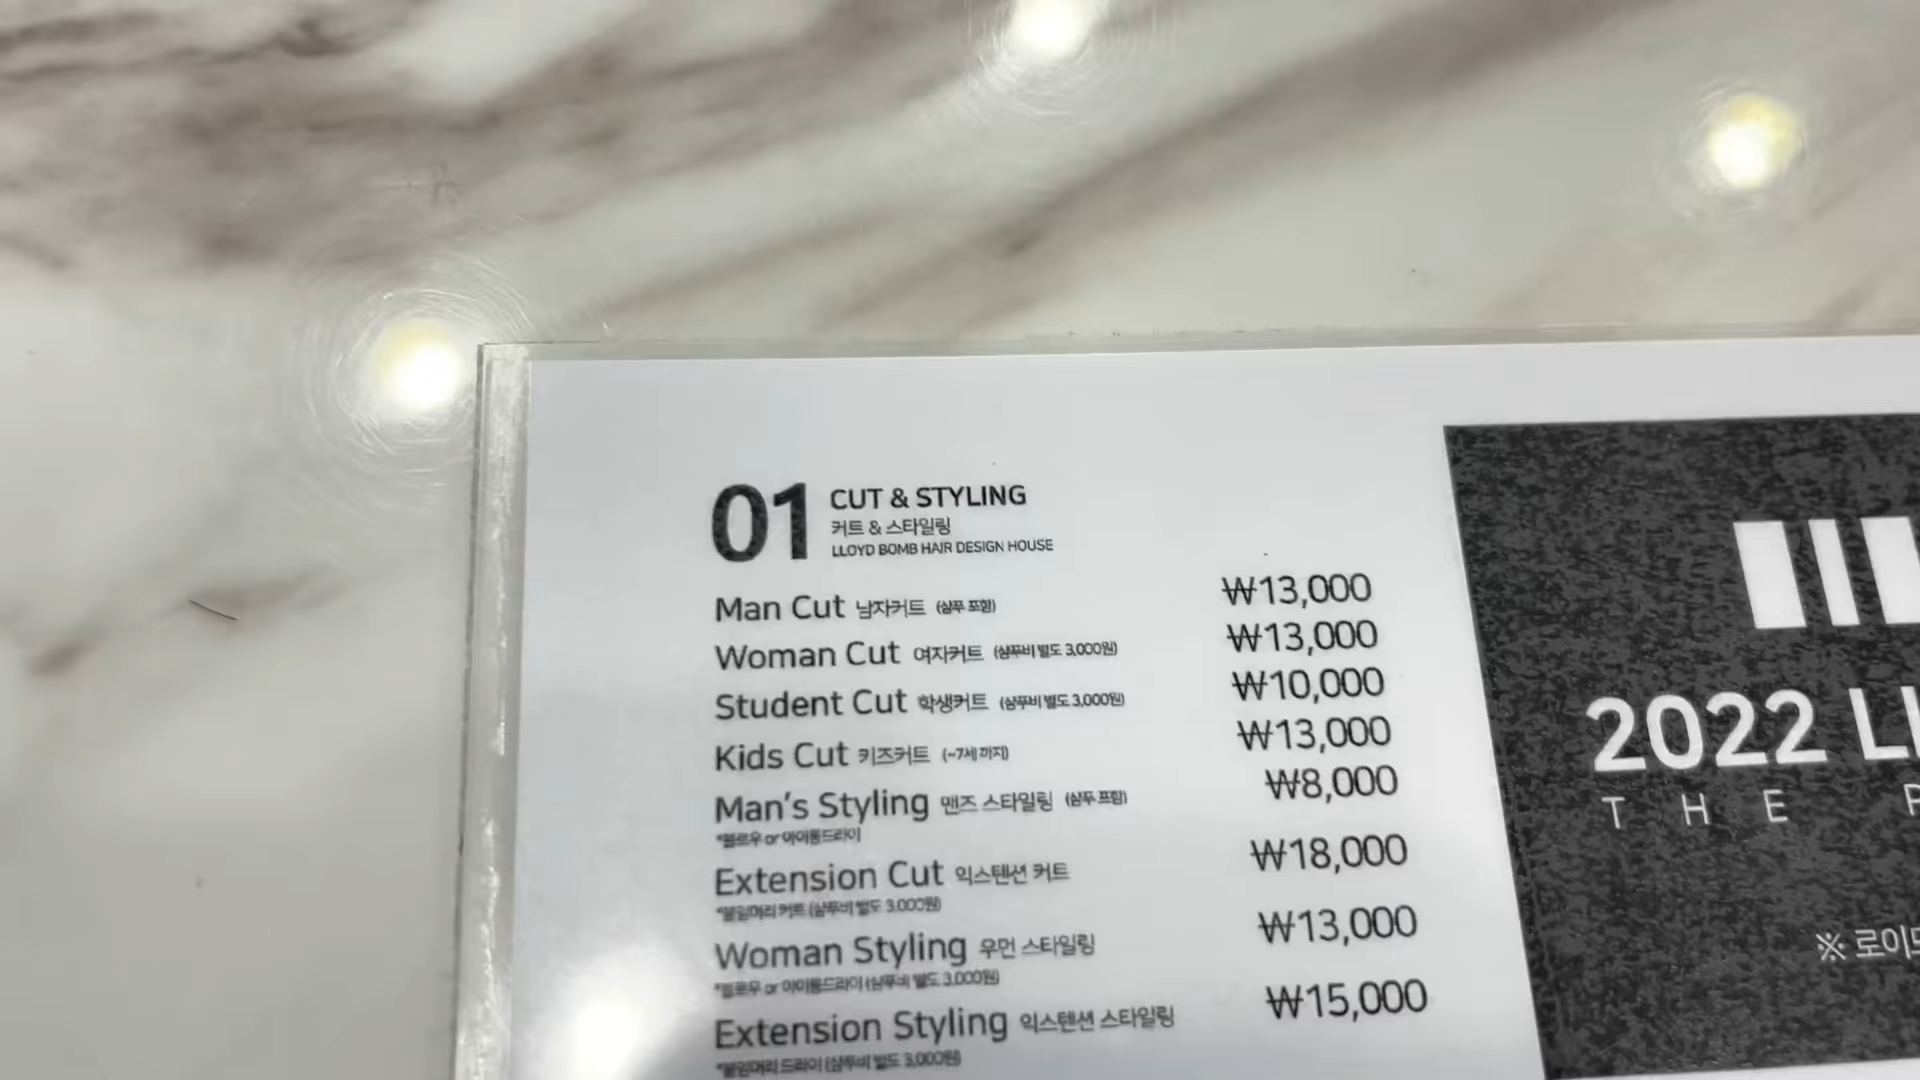 01 CUT & STYLING
커트 & 스타일링
LLOYD BOMB HAIR DESIGN HOUSE
Man Cut 남자커트 (샴푸 포함) ₩13,000
Woman Cut 여자커트 (샴푸비 별도 3,000원) ₩13,000
Student Cut 학생커트 (샴푸비 별도 3,000원) ₩10,000
Kids Cut 키즈커트 (~7세 까지) ₩13,000
Man's Styling 맨즈 스타일링 (샴푸 포함) ₩8,000
*블로우 or 아이롱드라이
Extension Cut 익스텐션 커트 ₩18,000
*붙임머리 커트 (샴푸비 별도 3,000원)
Woman Styling 우먼 스타일링 ₩13,000
*블로우 or 아이롱드라이 (샴푸비 별도 3,000원)
Extension Styling 익스텐션 스타일링 ₩15,000
*붙임머리 드라이 (샴푸비 별도 3,000원)
2022
THE
※ 로이드